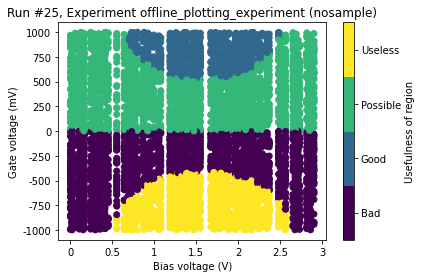 Run #25, Experiment offline_plotting_experiment (nosample)
1000
750
500
250
0
-250
-500
-750
-1000
Gate voltage (mV)
0
0.5
1
1.5
2
2.5
3
Bias voltage (V)
Useless
Possible
Good
Bad
Usefulness of region